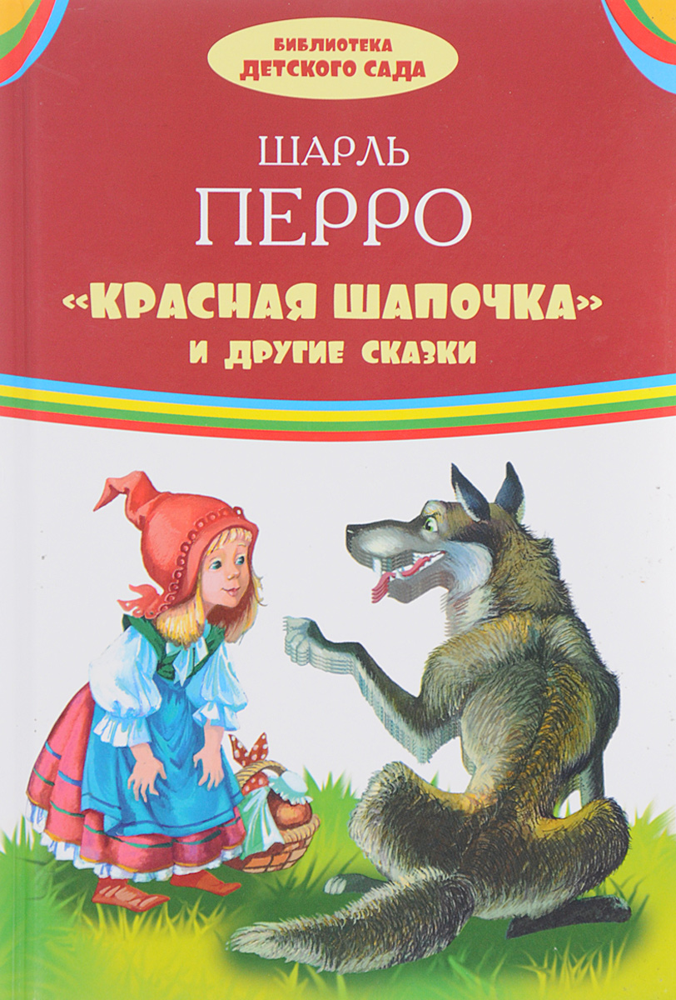 БИБЛИОТЕКА
ДЕТСКОГО САДА
ШАРЛЬ
ПЕРРО
«КРАСНАЯ ШАПОЧКА»
И ДРУГИЕ СКАЗКИ